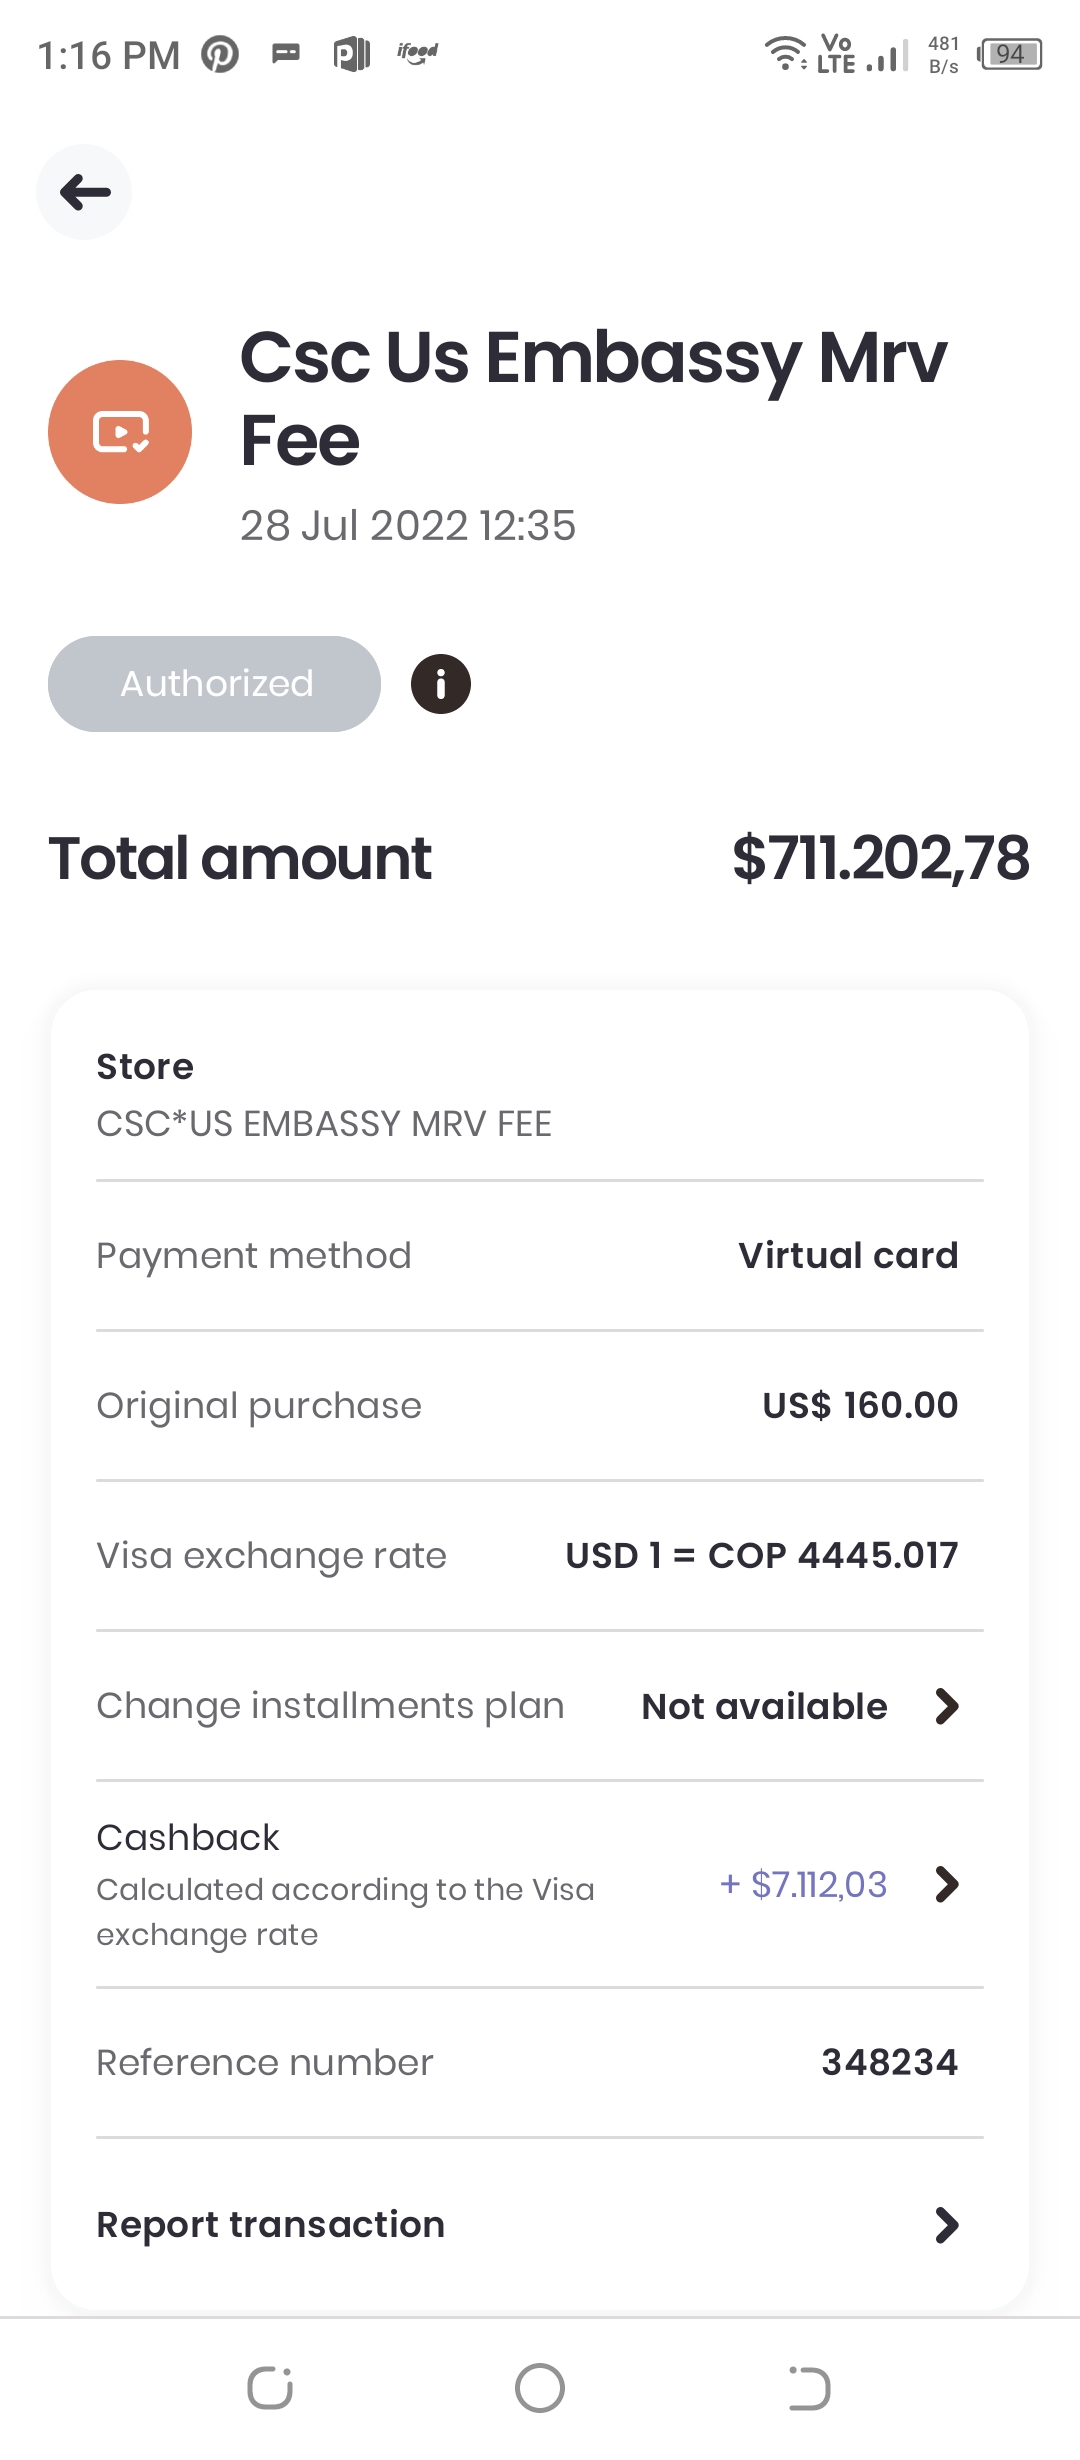 1:16 PM ifood Vo LTE 481 B/s 94
Csc Us Embassy Mrv
Fee
28 Jul 2022 12:35
Authorized
Total amount $711.202,78
Store
CSC*US EMBASSY MRV FEE
Payment method Virtual card
Original purchase US$ 160.00
Visa exchange rate USD 1 = COP 4445.017
Change installments plan Not available
Cashback
Calculated according to the Visa
exchange rate
+ $7.112,03
Reference number 348234
Report transaction